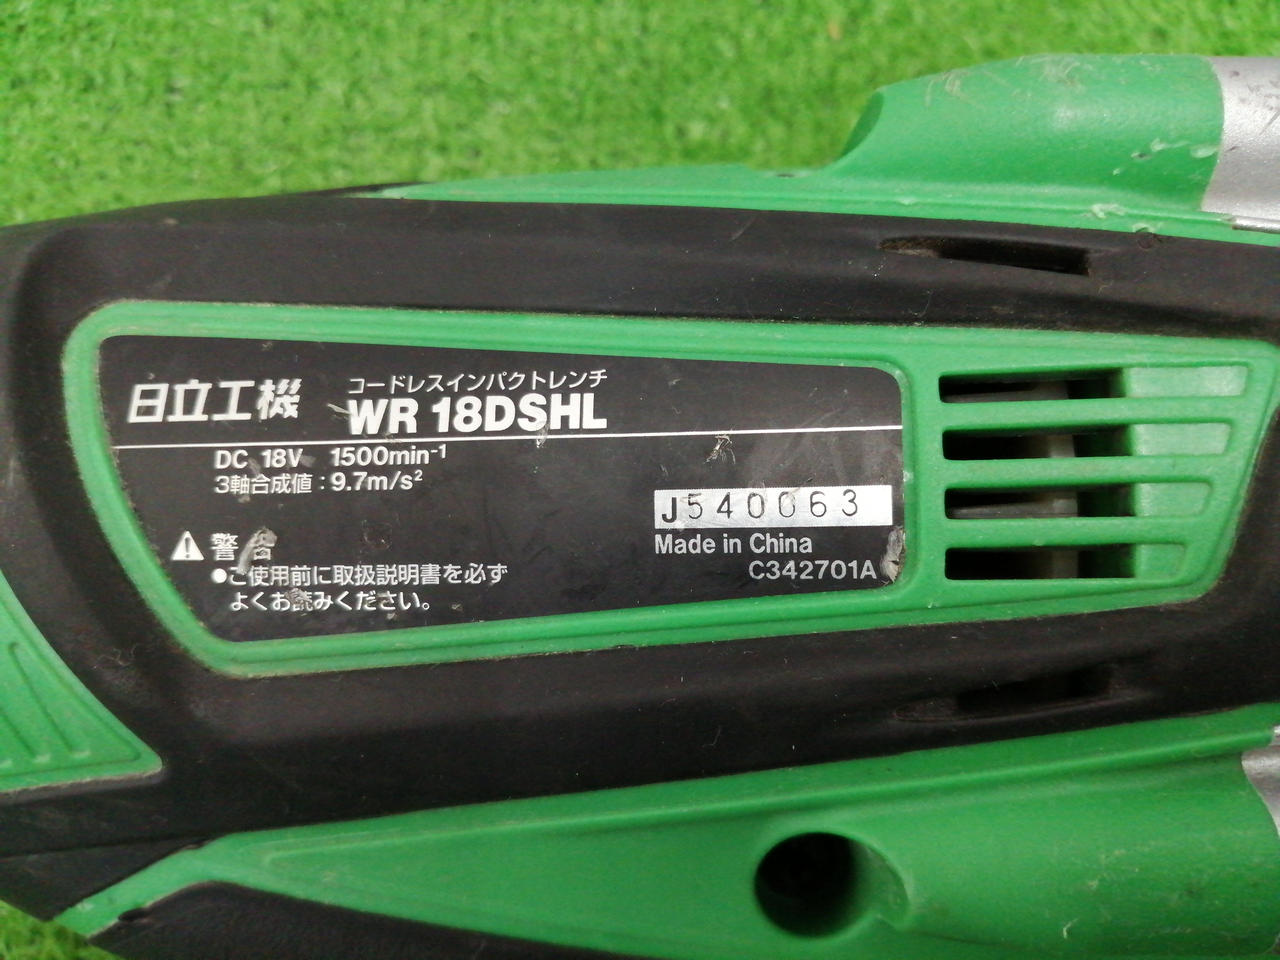 日立工機
コードレスインパクトレンチ
WR 18DSHL
DC 18V 1500min⁻¹
3軸合成値：9.7m/s²
J540063
Made in China
C342701A
⚠ 警告
●ご使用前に取扱説明書を必ず
よくお読みください。